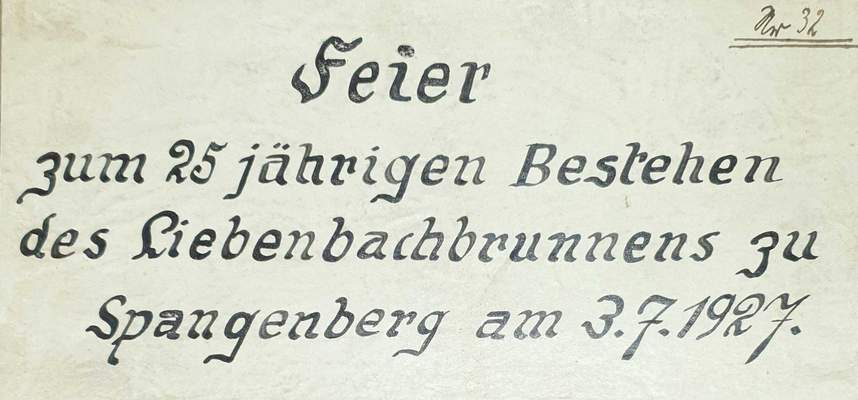 Nr 32
Feier
zum 25 jährigen Bestehen
des Liebenbachbrunnens zu
Spangenberg am 3.7.1927.